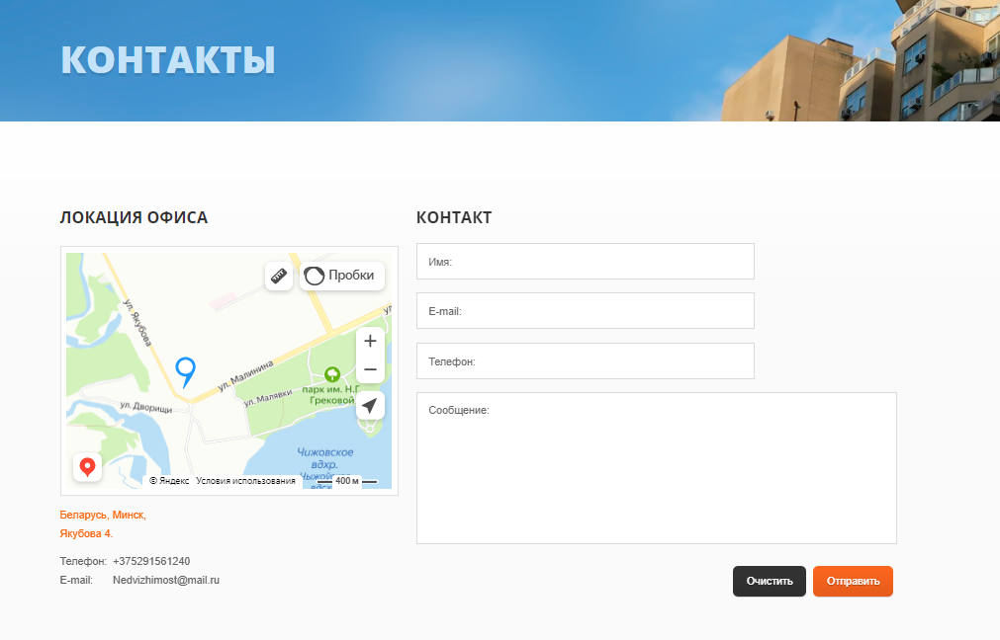 КОНТАКТЫ
ЛОКАЦИЯ ОФИСА
Пробки
ул. Якубова
ул. Малинина
ул. Малявки
ул. Дворищи
парк им. Н.Г
Грековой
Чижовское
вдхр.
400 м
© Яндекс Условия использования
Беларусь, Минск,
Якубова 4.
Телефон: +375291561240
E-mail: Nedvizhimost@mail.ru
КОНТАКТ
Имя:
E-mail:
Телефон:
Сообщение:
Очистить
Отправить